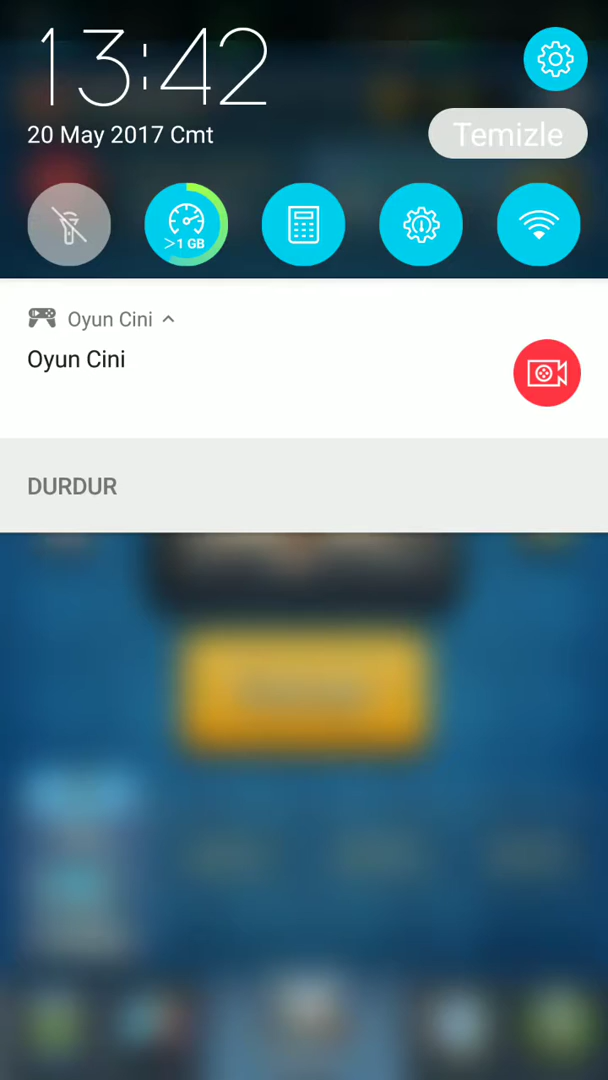 13:42
20 May 2017 Cmt
Temizle
>1 GB
Oyun Cini
Oyun Cini
DURDUR